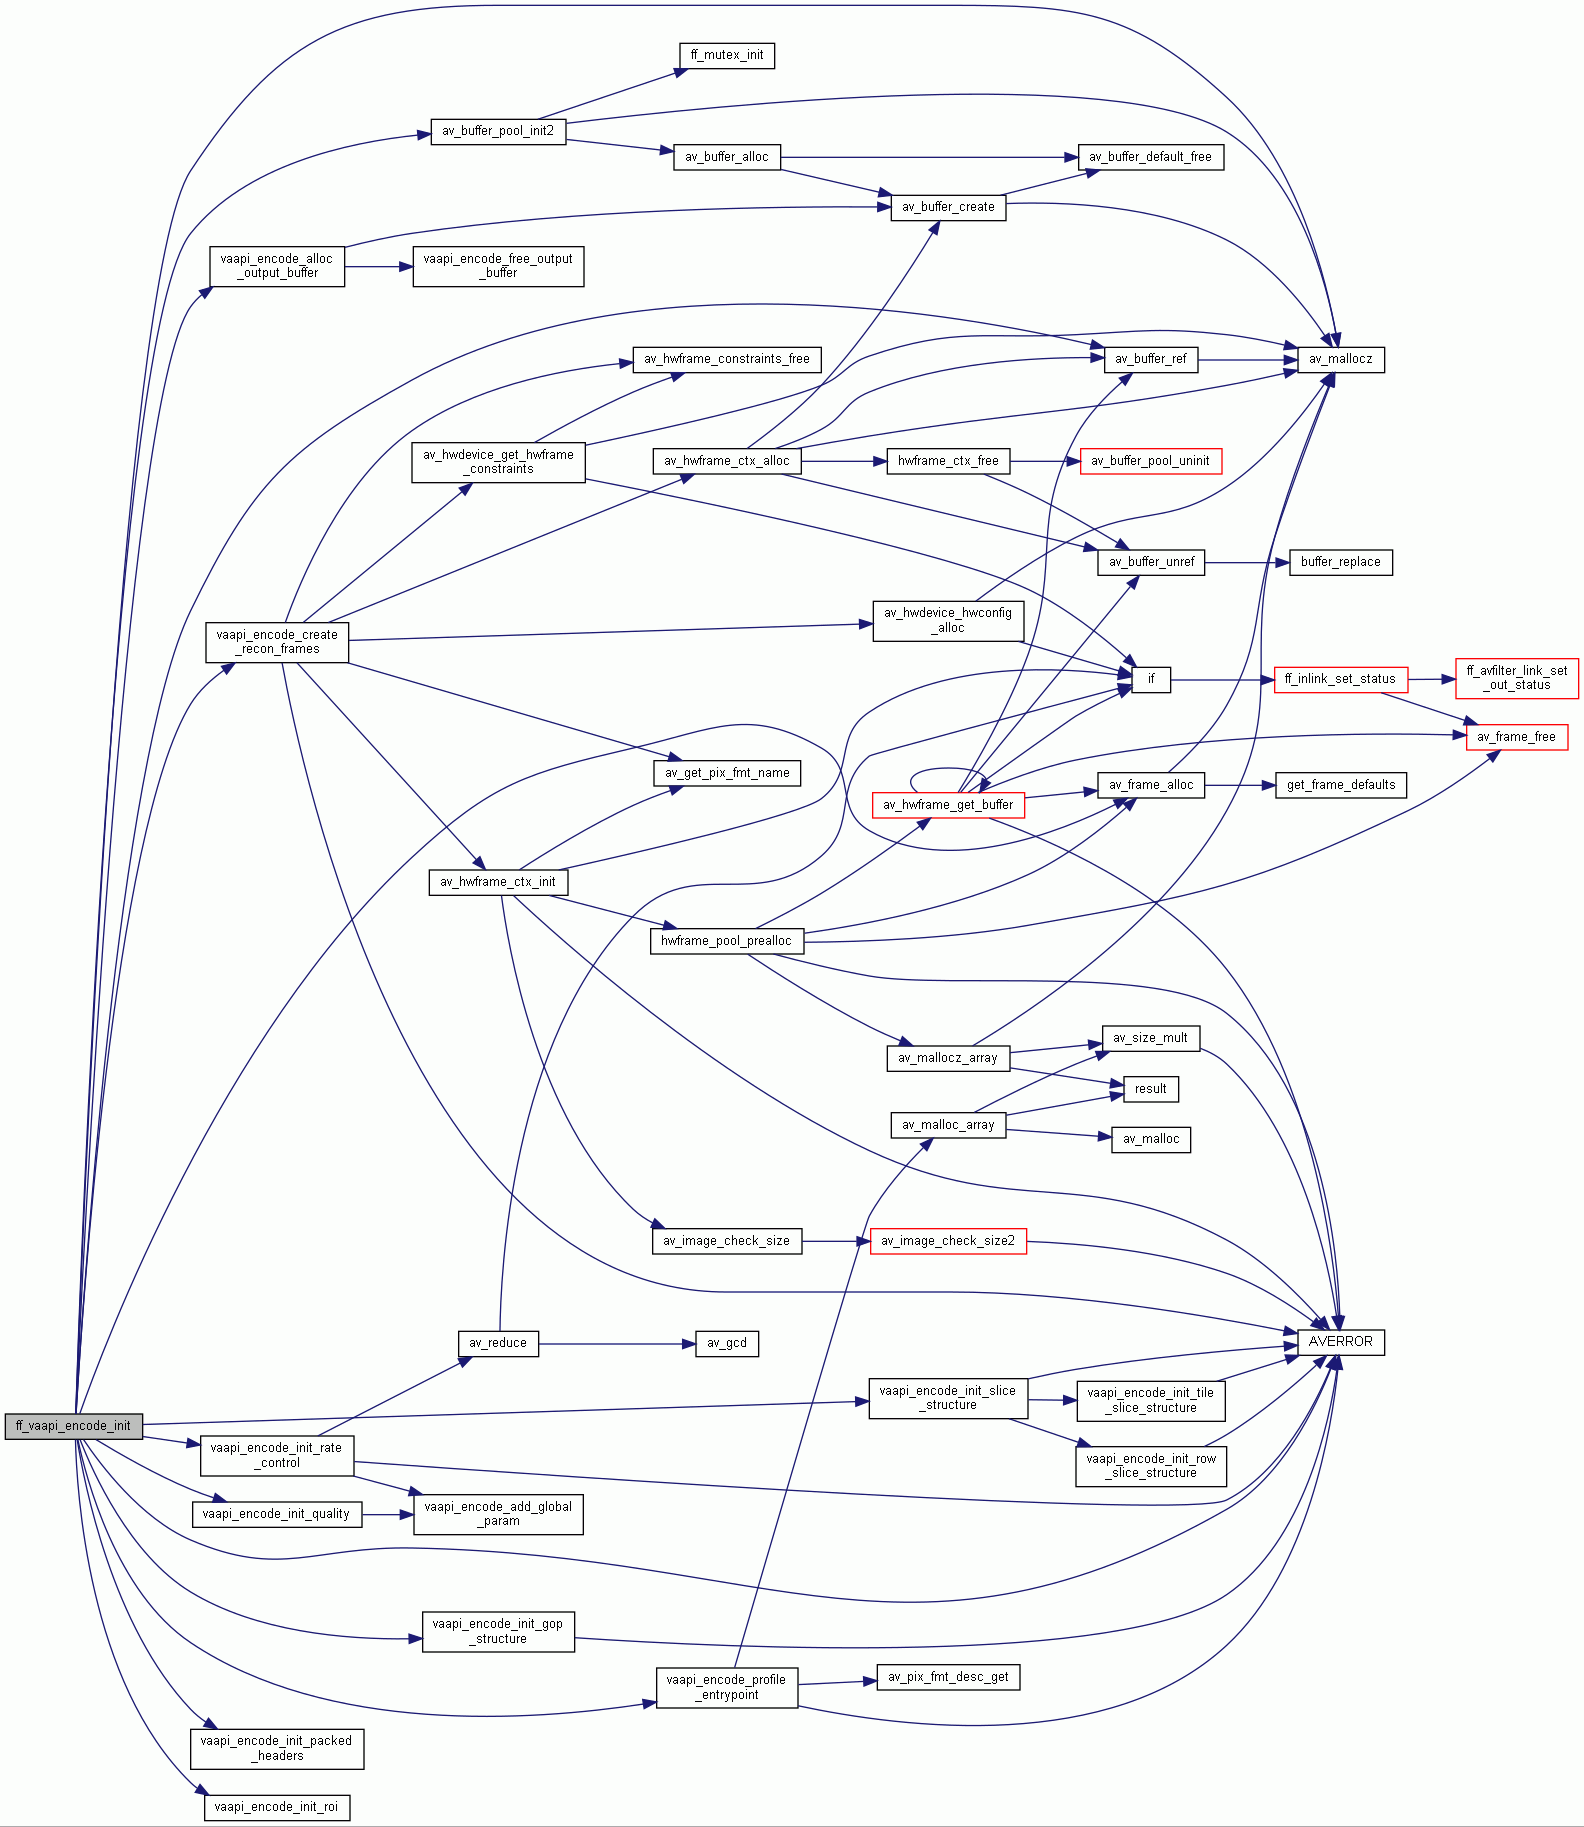 ff_mutex_init
av_buffer_pool_init2
av_buffer_alloc
av_buffer_default_free
av_buffer_create
vaapi_encode_alloc
_output_buffer
vaapi_encode_free_output
_buffer
av_hwframe_constraints_free
av_buffer_ref
av_mallocz
av_hwdevice_get_hwframe
_constraints
av_hwframe_ctx_alloc
hwframe_ctx_free
av_buffer_pool_uninit
av_buffer_unref
buffer_replace
av_hwdevice_hwconfig
_alloc
vaapi_encode_create
_recon_frames
if
ff_inlink_set_status
ff_avfilter_link_set
_out_status
av_frame_free
av_get_pix_fmt_name
av_hwframe_get_buffer
av_frame_alloc
get_frame_defaults
av_hwframe_ctx_init
hwframe_pool_prealloc
av_mallocz_array
av_size_mult
result
av_malloc_array
av_malloc
av_image_check_size
av_image_check_size2
av_reduce
av_gcd
AVERROR
vaapi_encode_init_slice
_structure
vaapi_encode_init_tile
_slice_structure
ff_vaapi_encode_init
vaapi_encode_init_rate
_control
vaapi_encode_init_row
_slice_structure
vaapi_encode_init_quality
vaapi_encode_add_global
_param
vaapi_encode_init_gop
_structure
vaapi_encode_profile
_entrypoint
av_pix_fmt_desc_get
vaapi_encode_init_packed
_headers
vaapi_encode_init_roi